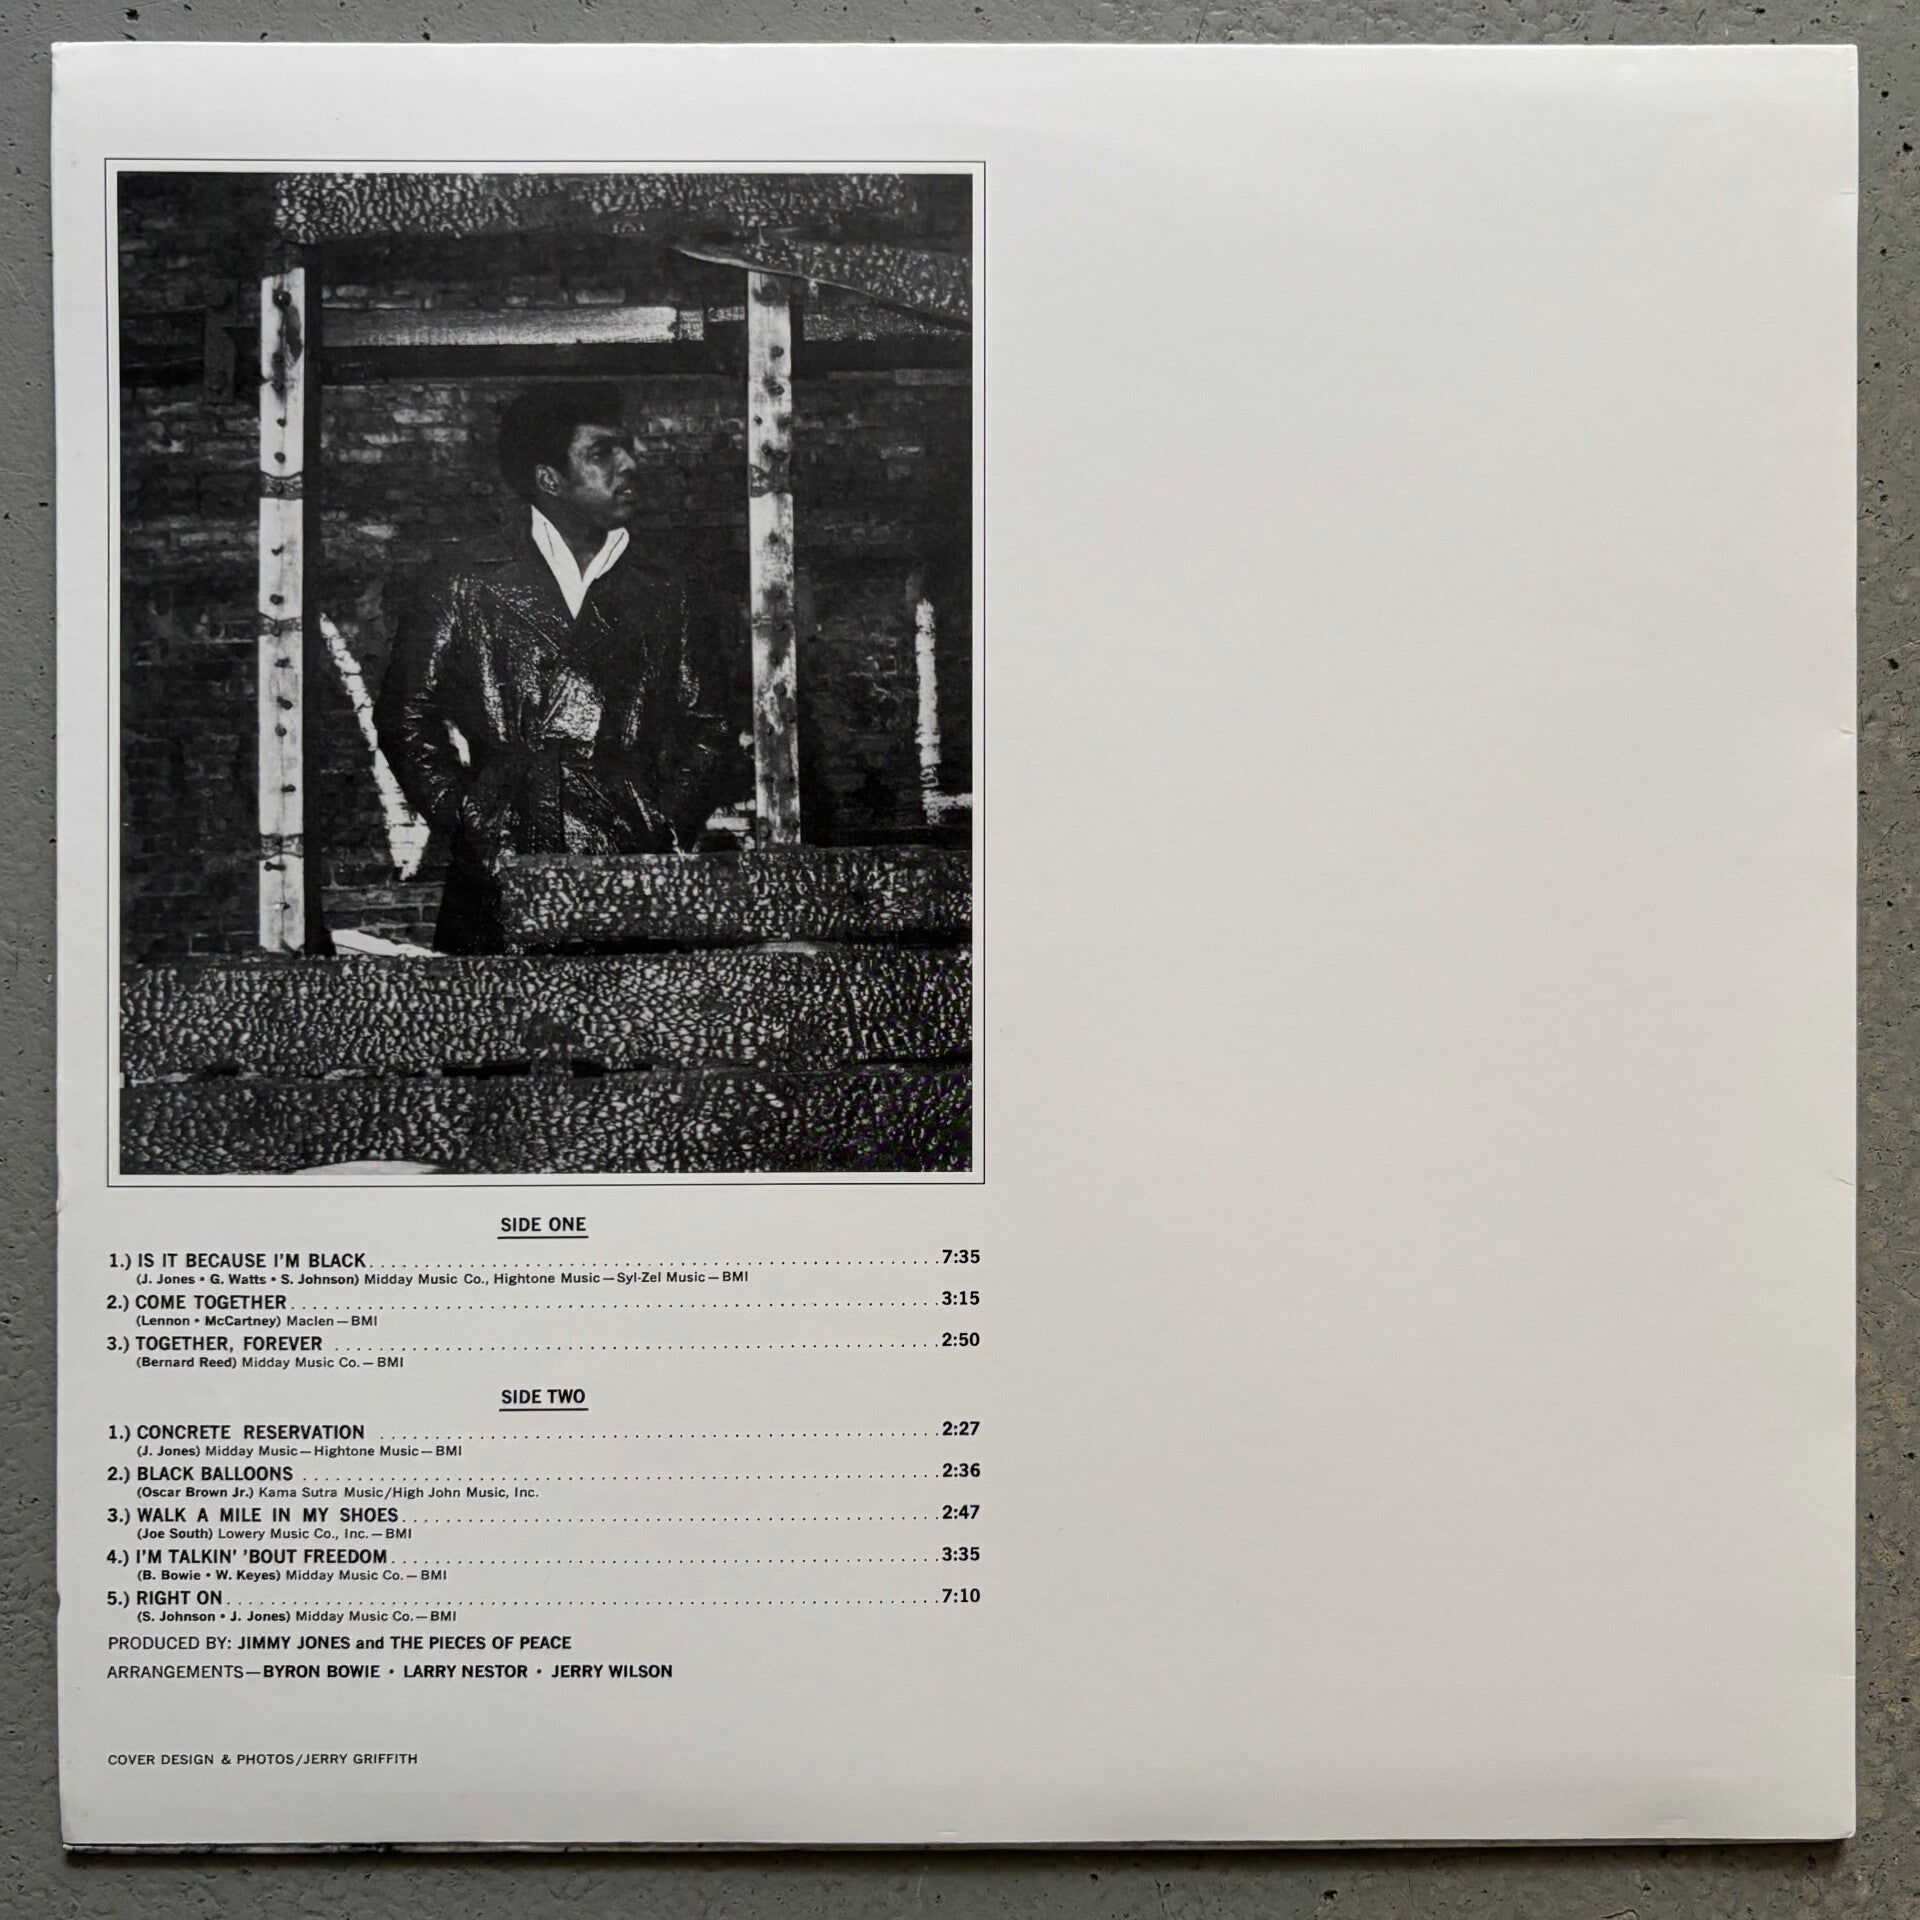 SIDE ONE
1.) IS IT BECAUSE I'M BLACK........................................7:35
(J. Jones • G. Watts • S. Johnson) Midday Music Co., Hightone Music—Syl-Zel Music—BMI
2.) COME TOGETHER........................................3:15
(Lennon • McCartney) Maclen—BMI
3.) TOGETHER, FOREVER ........................................2:50
(Bernard Reed) Midday Music Co.—BMI
SIDE TWO
1.) CONCRETE RESERVATION ........................................2:27
(J. Jones) Midday Music—Hightone Music—BMI
2.) BLACK BALLOONS ........................................2:36
(Oscar Brown Jr.) Kama Sutra Music/High John Music, Inc.
3.) WALK A MILE IN MY SHOES........................................2:47
(Joe South) Lowery Music Co., Inc.—BMI
4.) I'M TALKIN' 'BOUT FREEDOM........................................3:35
(B. Bowie • W. Keyes) Midday Music Co.—BMI
5.) RIGHT ON........................................7:10
(S. Johnson • J. Jones) Midday Music Co.—BMI
PRODUCED BY: JIMMY JONES and THE PIECES OF PEACE
ARRANGEMENTS—BYRON BOWIE • LARRY NESTOR • JERRY WILSON
COVER DESIGN & PHOTOS/JERRY GRIFFITH